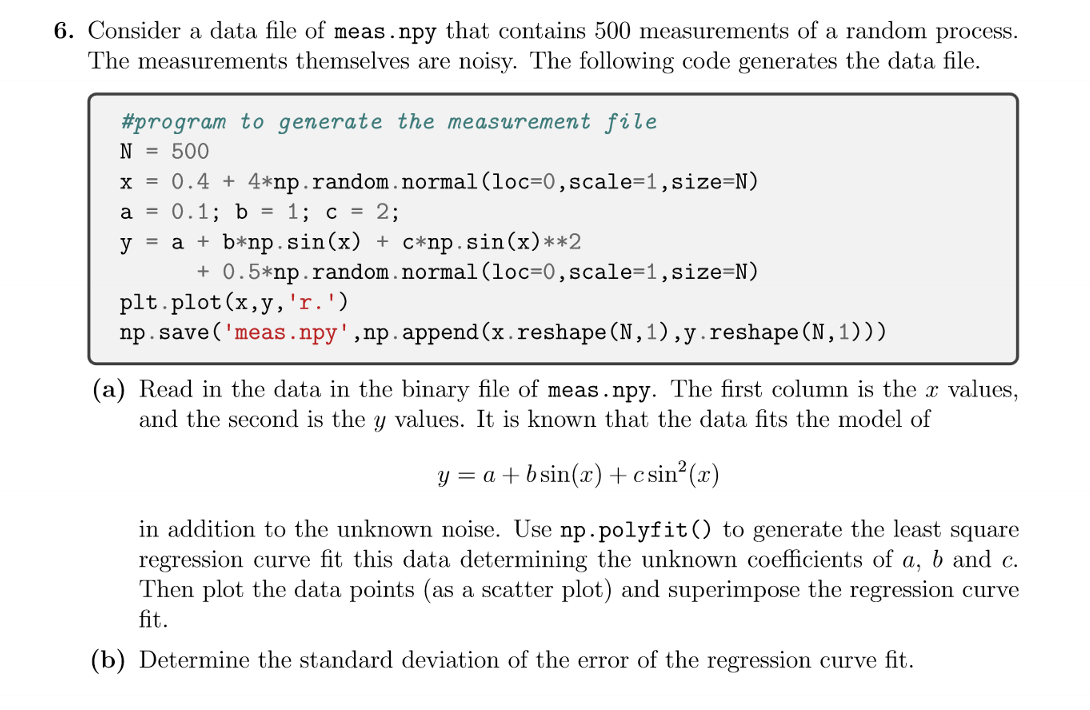 6. Consider a data file of meas.npy that contains 500 measurements of a random process.
The measurements themselves are noisy. The following code generates the data file.
#program to generate the measurement file
N = 500
x = 0.4 + 4*np.random.normal(loc=0,scale=1,size=N)
a = 0.1; b = 1; c = 2;
y = a + b*np.sin(x) + c*np.sin(x)**2
+ 0.5*np.random.normal(loc=0,scale=1,size=N)
plt.plot(x,y,'r.')
np.save('meas.npy',np.append(x.reshape(N,1),y.reshape(N,1)))
(a) Read in the data in the binary file of meas.npy. The first column is the x values,
and the second is the y values. It is known that the data fits the model of
y = a + b sin(x) + c sin²(x)
in addition to the unknown noise. Use np.polyfit() to generate the least square
regression curve fit this data determining the unknown coefficients of a, b and c.
Then plot the data points (as a scatter plot) and superimpose the regression curve
fit.
(b) Determine the standard deviation of the error of the regression curve fit.